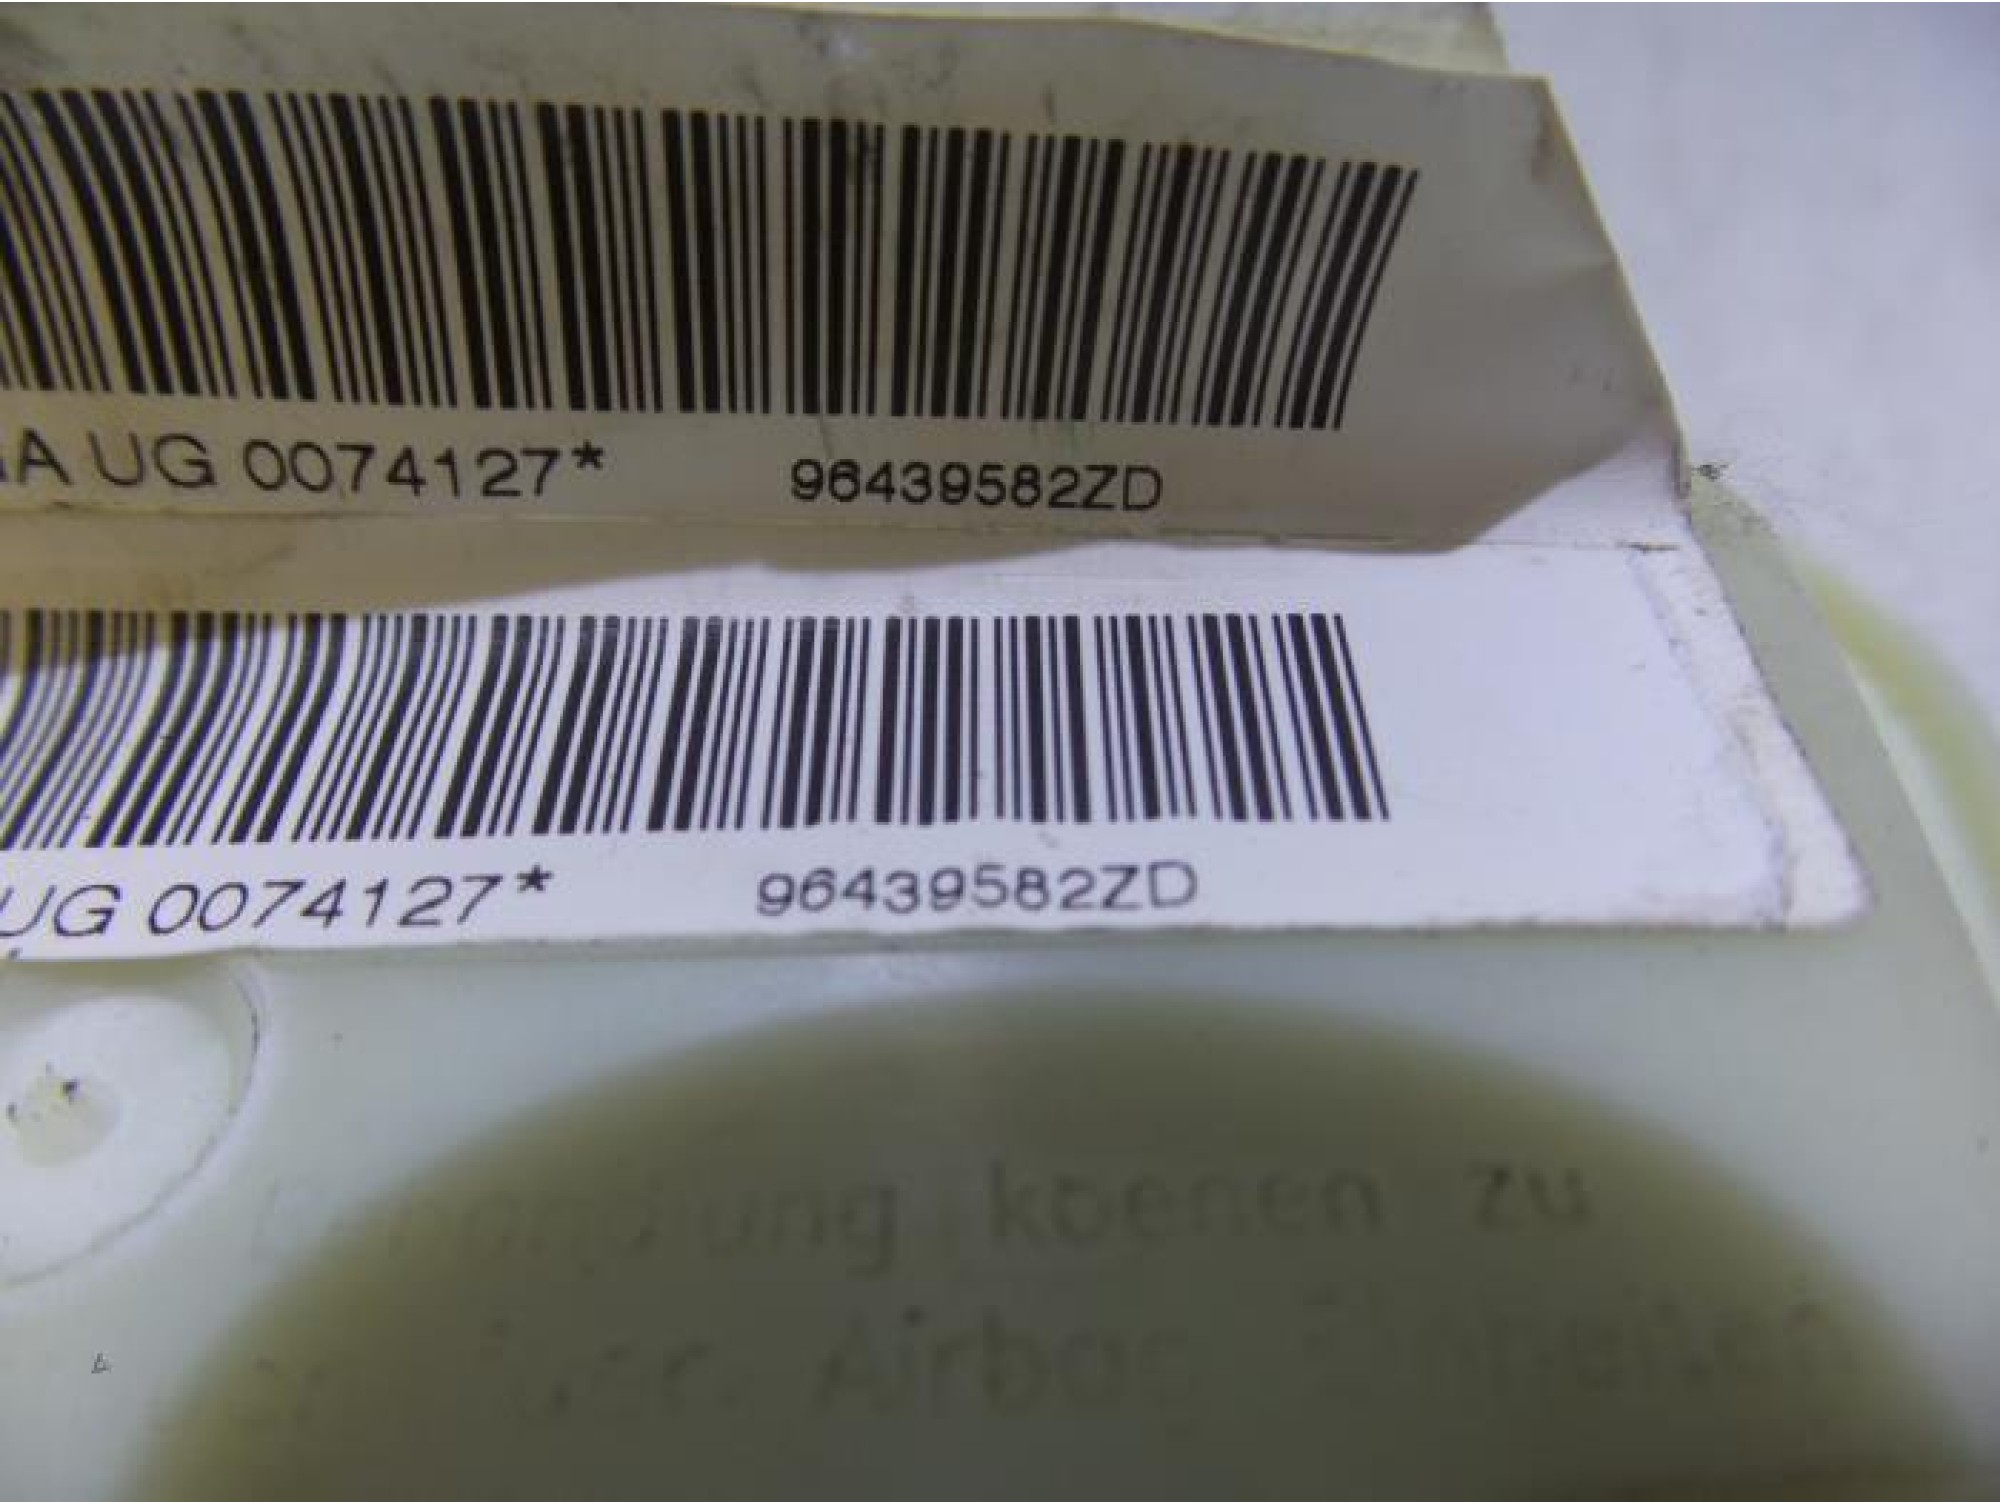 A UG 0074127* 96439582ZD
UG 0074127* 96439582ZD
koenen zu
Airbag